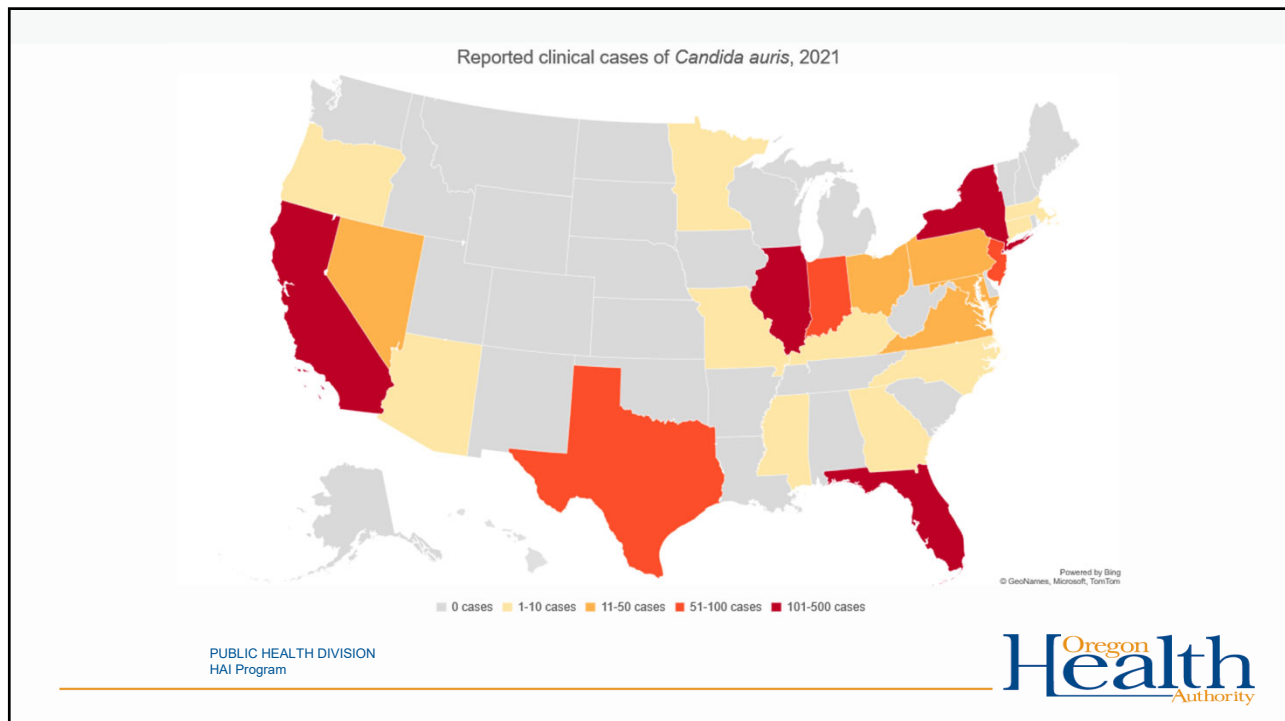 Reported clinical cases of Candida auris, 2021
Powered by Bing
© GeoNames, Microsoft, TomTom
0 cases 1-10 cases 11-50 cases 51-100 cases 101-500 cases
PUBLIC HEALTH DIVISION
HAI Program
Oregon
Health
Authority